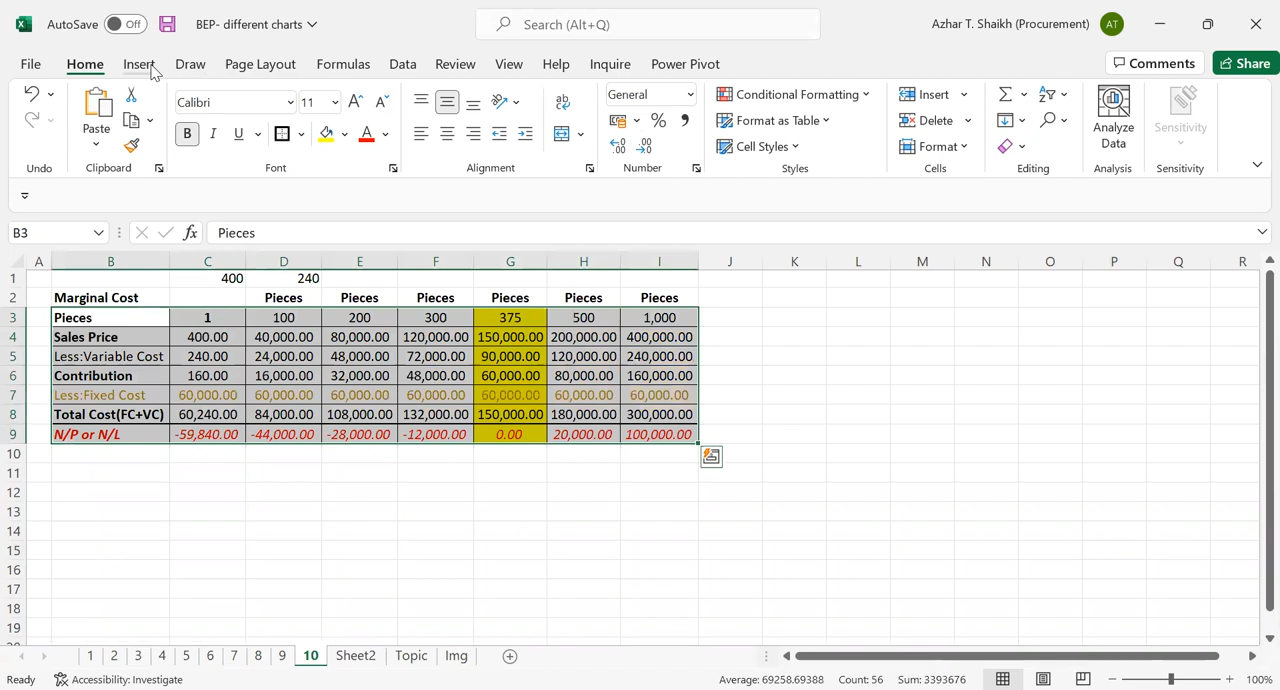 AutoSave Off BEP- different charts Search (Alt+Q) Azhar T. Shaikh (Procurement) AT
File Home Insert Draw Page Layout Formulas Data Review View Help Inquire Power Pivot Comments Share
Calibri 11 General Conditional Formatting Insert
Paste B I U % Format as Table Delete Analyze Data Sensitivity
Cell Styles Format
Undo Clipboard Font Alignment Number Styles Cells Editing Analysis Sensitivity
B3 fx Pieces
A B C D E F G H I J K L M N O P Q R
1 400 240
2 Marginal Cost Pieces Pieces Pieces Pieces Pieces Pieces
3 Pieces 1 100 200 300 375 500 1,000
4 Sales Price 400.00 40,000.00 80,000.00 120,000.00 150,000.00 200,000.00 400,000.00
5 Less:Variable Cost 240.00 24,000.00 48,000.00 72,000.00 90,000.00 120,000.00 240,000.00
6 Contribution 160.00 16,000.00 32,000.00 48,000.00 60,000.00 80,000.00 160,000.00
7 Less:Fixed Cost 60,000.00 60,000.00 60,000.00 60,000.00 60,000.00 60,000.00 60,000.00
8 Total Cost(FC+VC) 60,240.00 84,000.00 108,000.00 132,000.00 150,000.00 180,000.00 300,000.00
9 N/P or N/L -59,840.00 -44,000.00 -28,000.00 -12,000.00 0.00 20,000.00 100,000.00
10
11
12
13
14
15
16
17
18
19
1 2 3 4 5 6 7 8 9 10 Sheet2 Topic Img
Ready Accessibility: Investigate Average: 69258.69388 Count: 56 Sum: 3393676 100%